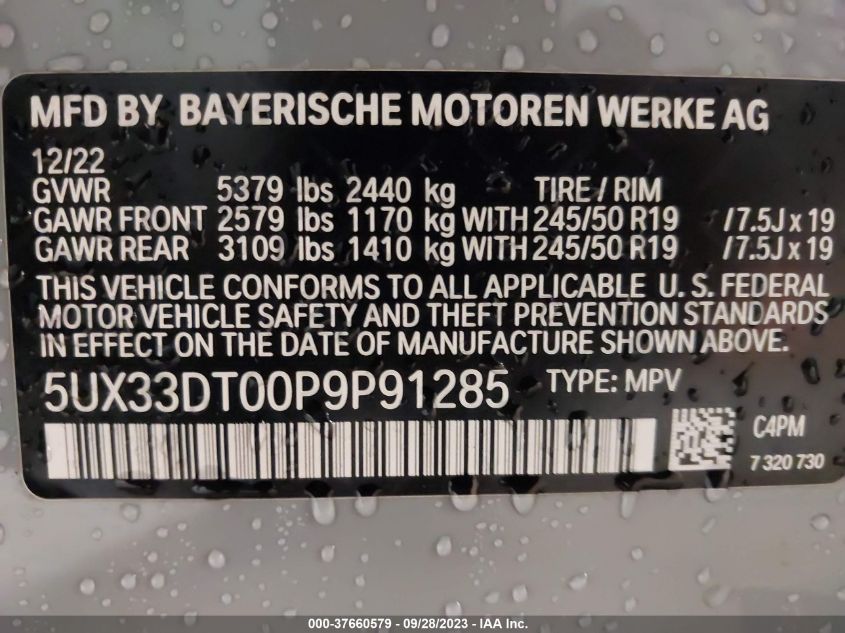 MFD BY BAYERISCHE MOTOREN WERKE AG
12/22
GVWR 5379 lbs 2440 kg TIRE / RIM
GAWR FRONT 2579 lbs 1170 kg WITH 245/50 R19 / 7.5J x 19
GAWR REAR 3109 lbs 1410 kg WITH 245/50 R19 / 7.5J x 19
THIS VEHICLE CONFORMS TO ALL APPLICABLE U. S. FEDERAL
MOTOR VEHICLE SAFETY AND THEFT PREVENTION STANDARDS
IN EFFECT ON THE DATE OF MANUFACTURE SHOWN ABOVE.
5UX33DT00P9P91285 TYPE: MPV
C4PM
7 320 730
000-37660579 - 09/28/2023 - IAA Inc.